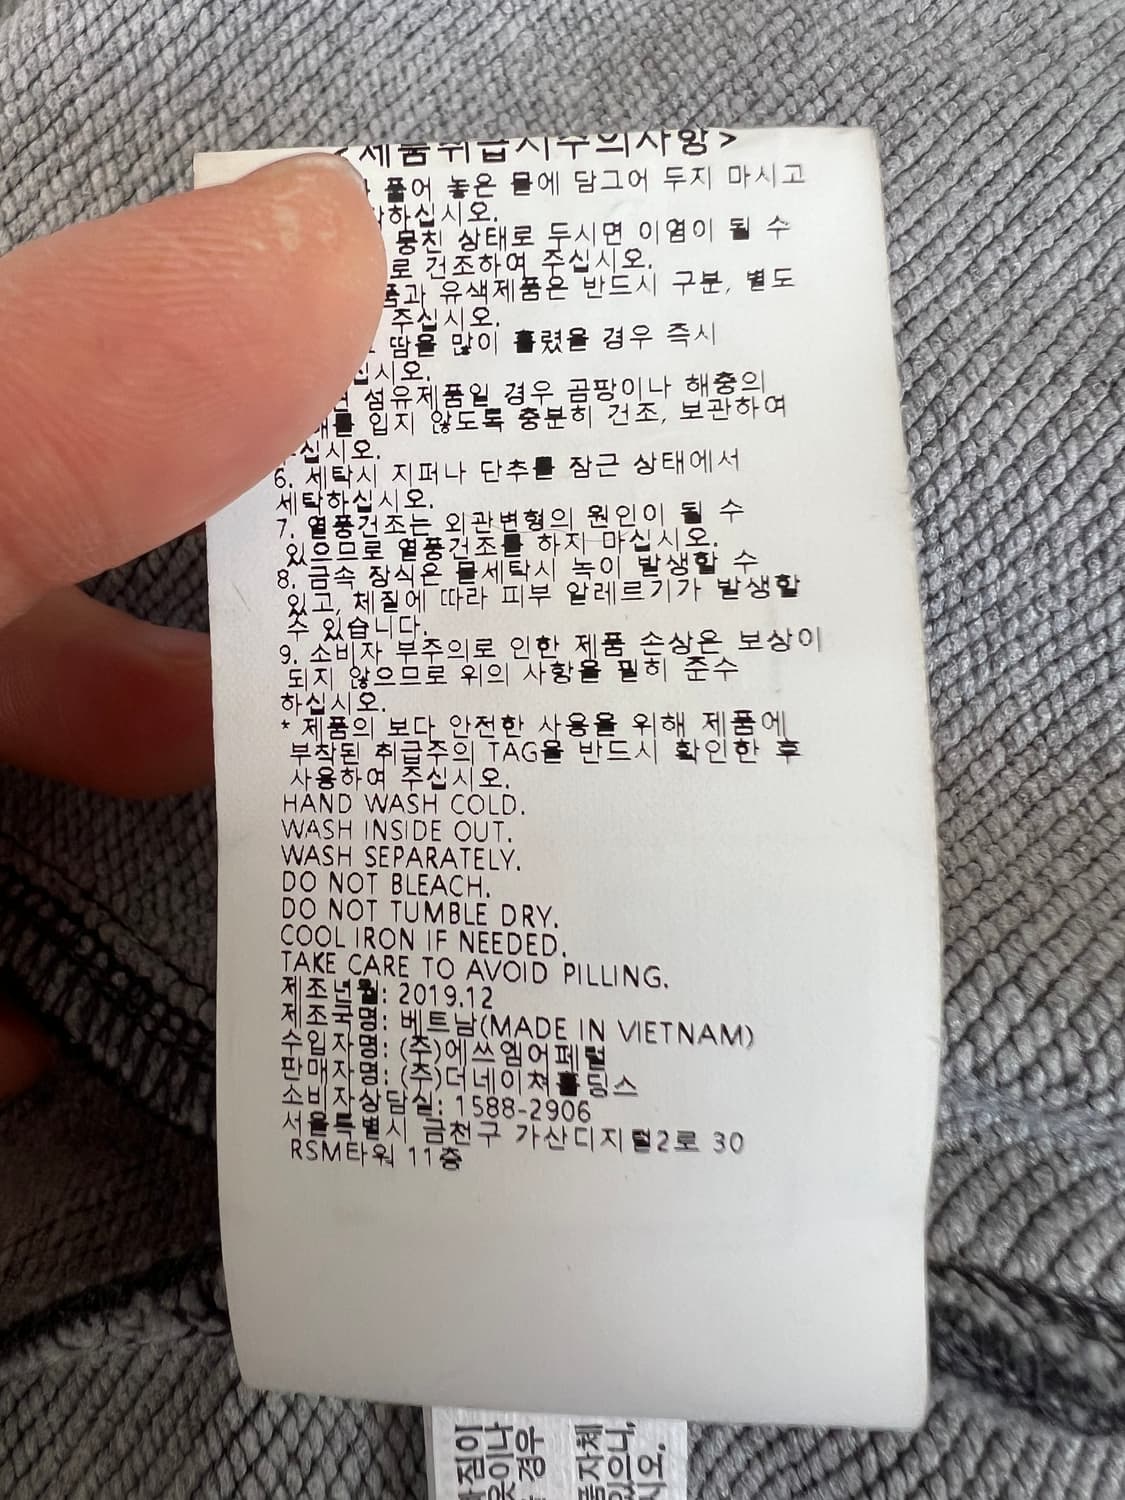 <제품취급시주의사항>
풀어 놓은 물에 담그어 두지 마시고
하십시오.
뭉친 상태로 두시면 이염이 될 수
로 건조하여 주십시오.
유색제품은 반드시 구분, 별도
주십시오.
땀을 많이 흘렸을 경우 즉시
십시오.
섬유제품일 경우 곰팡이나 해충의
입지 않도록 충분히 건조, 보관하여
십시오.
6. 세탁시 지퍼나 단추를 잠근 상태에서
세탁하십시오.
7. 열풍건조는 외관변형의 원인이 될 수
있으므로 열풍건조를 하지 마십시오.
8. 금속 장식은 물세탁시 녹이 발생할 수
있고, 체질에 따라 피부 알레르기가 발생할
수 있습니다.
9. 소비자 부주의로 인한 제품 손상은 보상이
되지 않으므로 위의 사항을 필히 준수
하십시오.
* 제품의 보다 안전한 사용을 위해 제품에
부착된 취급주의 TAG을 반드시 확인한 후
사용하여 주십시오.
HAND WASH COLD.
WASH INSIDE OUT.
WASH SEPARATELY.
DO NOT BLEACH.
DO NOT TUMBLE DRY.
COOL IRON IF NEEDED.
TAKE CARE TO AVOID PILLING.
제조년월: 2019.12
제조국명: 베트남(MADE IN VIETNAM)
수입자명: (주)에쓰엠어페럴
판매자명: (주)더네이쳐홀딩스
소비자상담실: 1588-2906
서울특별시 금천구 가산디지털2로 30
RSM타워 11층
경우
있으니,